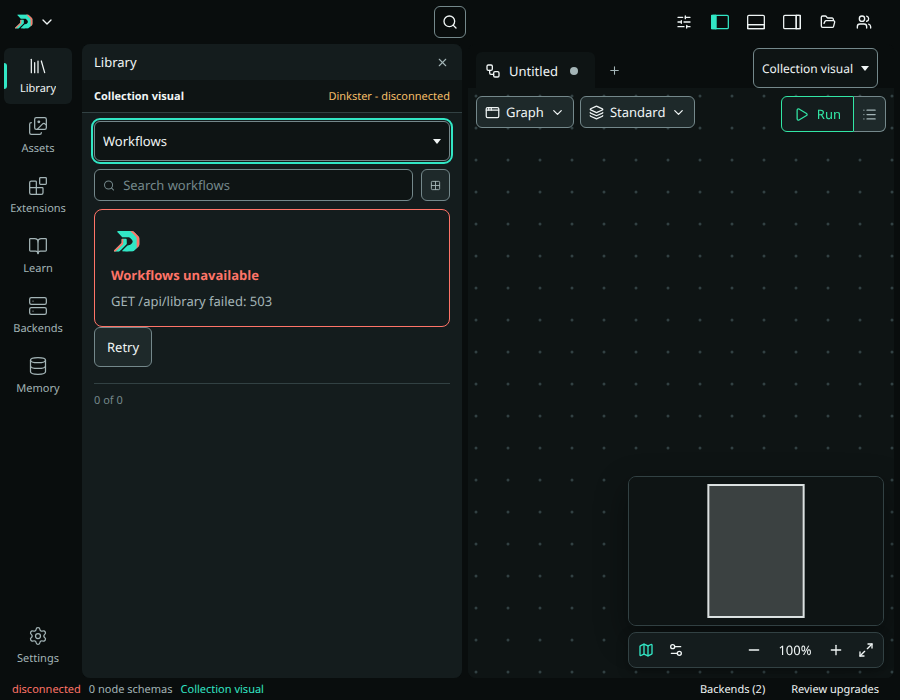 Library
Assets
Extensions
Learn
Backends
Memory
Settings
Library
Collection visual
Dinkster - disconnected
Workflows
Search workflows
Workflows unavailable
GET /api/library failed: 503
Retry
0 of 0
Untitled
Collection visual
Graph
Standard
Run
100%
disconnected
0 node schemas
Collection visual
Backends (2)
Review upgrades